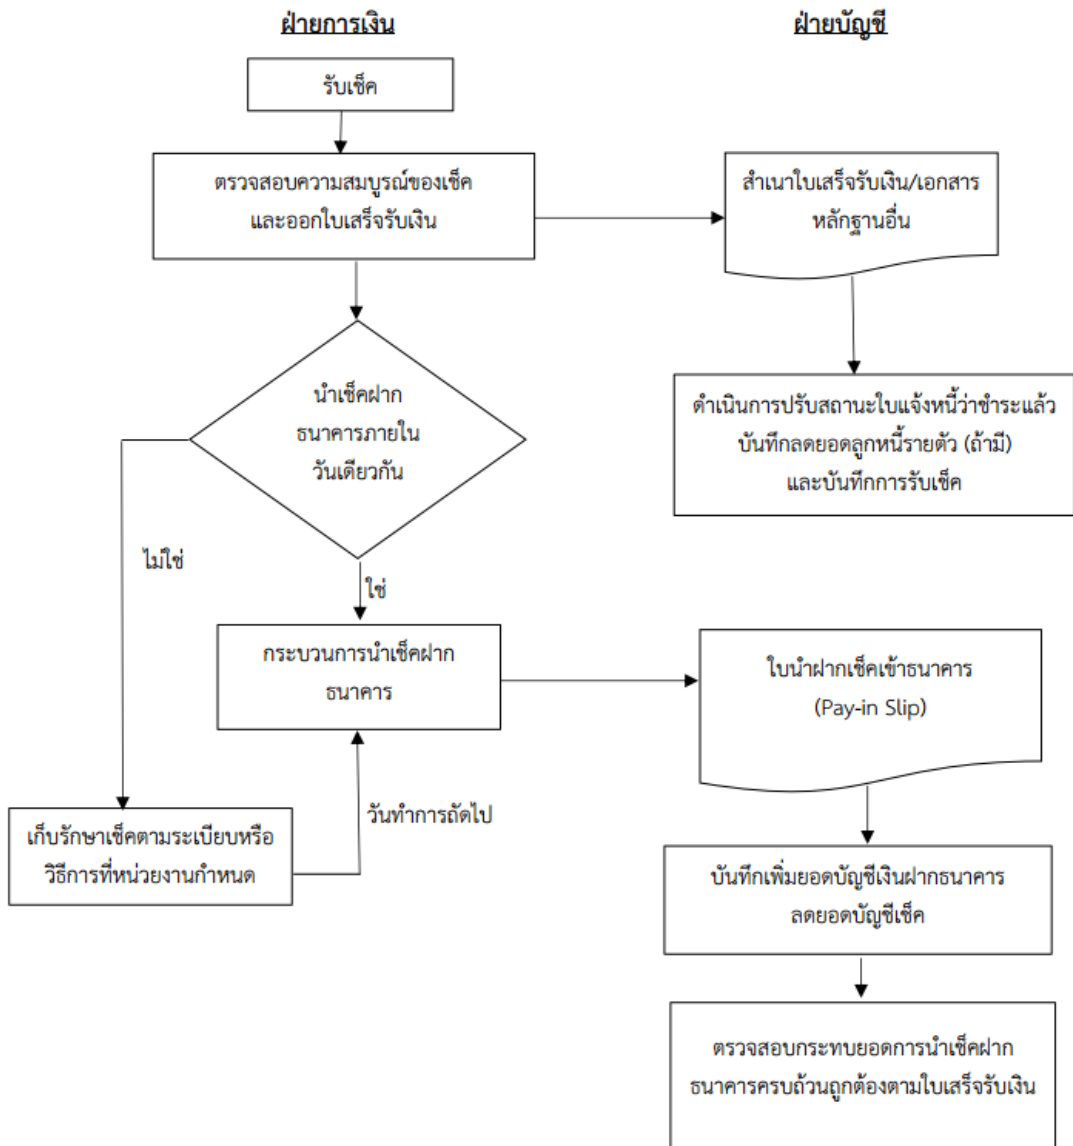 ฝ่ายการเงิน
ฝ่ายบัญชี
รับเช็ค
ตรวจสอบความสมบูรณ์ของเช็ค
และออกใบเสร็จรับเงิน
สำเนาใบเสร็จรับเงิน/เอกสาร
หลักฐานอื่น
นำเช็คฝาก
ธนาคารภายใน
วันเดียวกัน
ดำเนินการปรับสถานะใบแจ้งหนี้ว่าชำระแล้ว
บันทึกลดยอดลูกหนี้รายตัว (ถ้ามี)
และบันทึกการรับเช็ค
ไม่ใช่
ใช่
กระบวนการนำเช็คฝาก
ธนาคาร
ใบนำฝากเช็คเข้าธนาคาร
(Pay-in Slip)
วันทำการถัดไป
เก็บรักษาเช็คตามระเบียบหรือ
วิธีการที่หน่วยงานกำหนด
บันทึกเพิ่มยอดบัญชีเงินฝากธนาคาร
ลดยอดบัญชีเช็ค
ตรวจสอบกระทบยอดการนำเช็คฝาก
ธนาคารครบถ้วนถูกต้องตามใบเสร็จรับเงิน